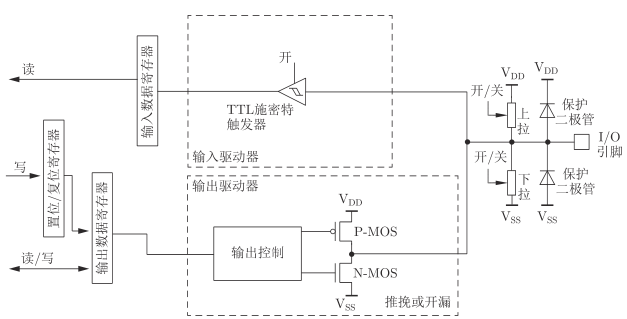 读
输入数据寄存器
开
TTL施密特
触发器
输入驱动器
V_DD
开/关
上拉
V_DD
保护
二极管
I/O
引脚
开/关
下拉
V_SS
保护
二极管
V_SS
写
置位/复位寄存器
读/写
输出数据寄存器
输出驱动器
输出控制
V_DD
P-MOS
N-MOS
V_SS
推挽或开漏